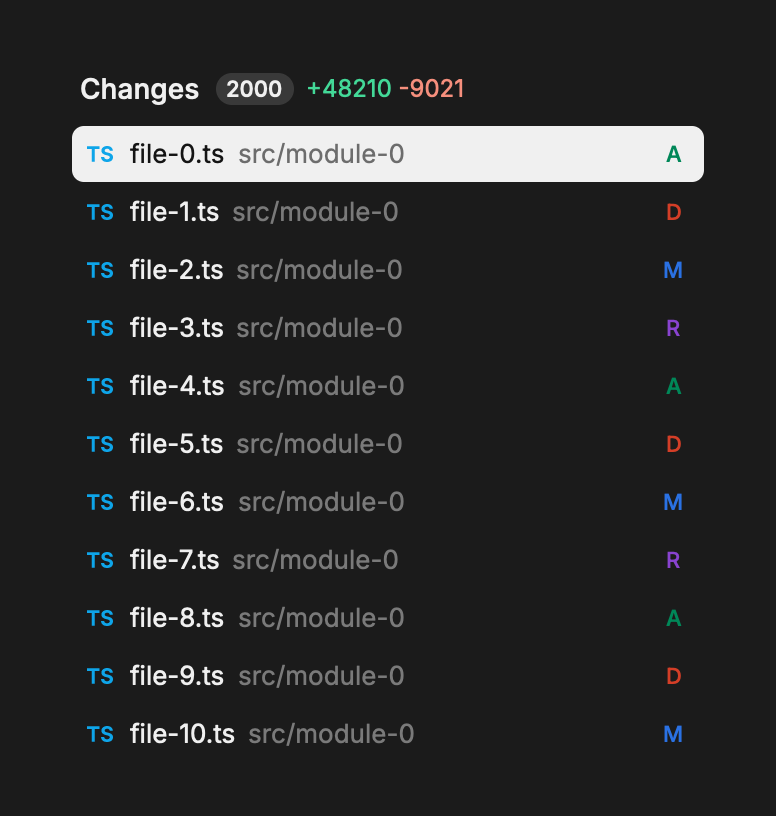 Changes 2000 +48210 -9021
TS file-0.ts src/module-0 A
TS file-1.ts src/module-0 D
TS file-2.ts src/module-0 M
TS file-3.ts src/module-0 R
TS file-4.ts src/module-0 A
TS file-5.ts src/module-0 D
TS file-6.ts src/module-0 M
TS file-7.ts src/module-0 R
TS file-8.ts src/module-0 A
TS file-9.ts src/module-0 D
TS file-10.ts src/module-0 M